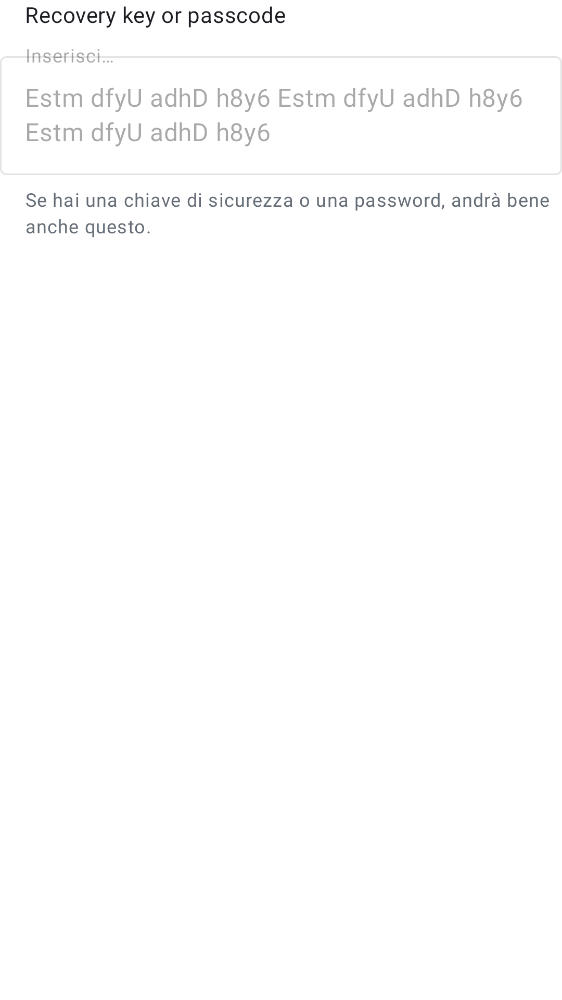 Recovery key or passcode
Inserisci…
Estm dfyU adhD h8y6 Estm dfyU adhD h8y6
Estm dfyU adhD h8y6
Se hai una chiave di sicurezza o una password, andrà bene
anche questo.